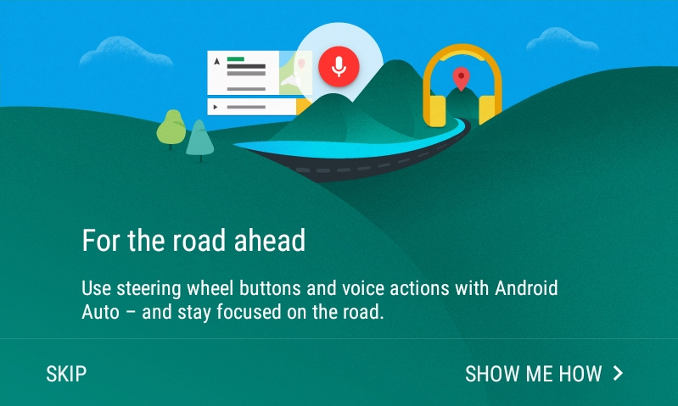 For the road ahead
Use steering wheel buttons and voice actions with Android
Auto – and stay focused on the road.
SKIP
SHOW ME HOW